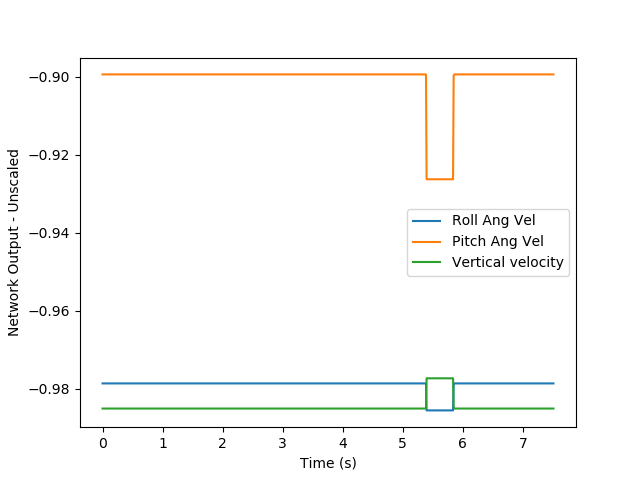 −0.90
−0.92
−0.94
−0.96
−0.98
Network Output - Unscaled
Roll Ang Vel
Pitch Ang Vel
Vertical velocity
0 1 2 3 4 5 6 7
Time (s)